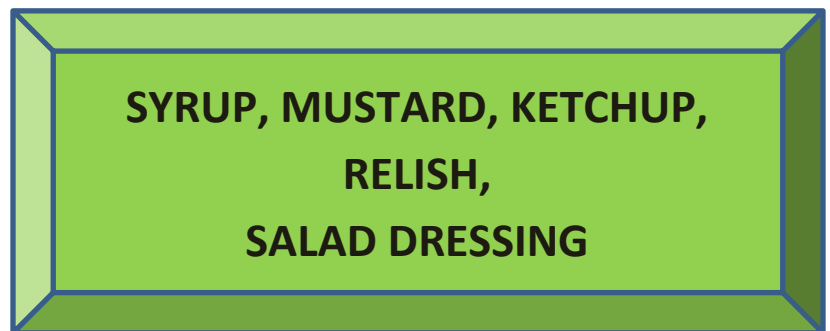 SYRUP, MUSTARD, KETCHUP,
RELISH,
SALAD DRESSING